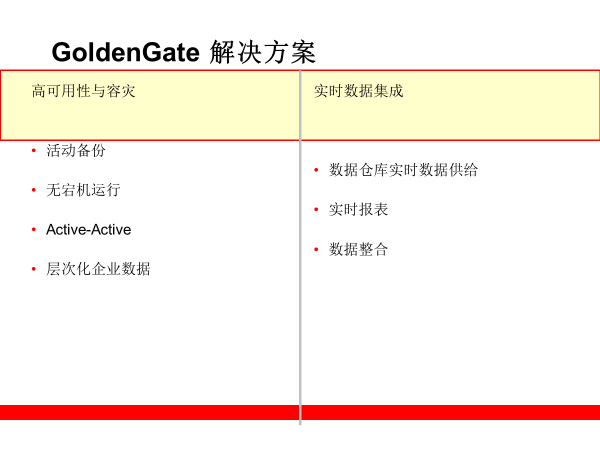 GoldenGate 解决方案
高可用性与容灾
• 活动备份
• 无宕机运行
• Active-Active
• 层次化企业数据
实时数据集成
• 数据仓库实时数据供给
• 实时报表
• 数据整合